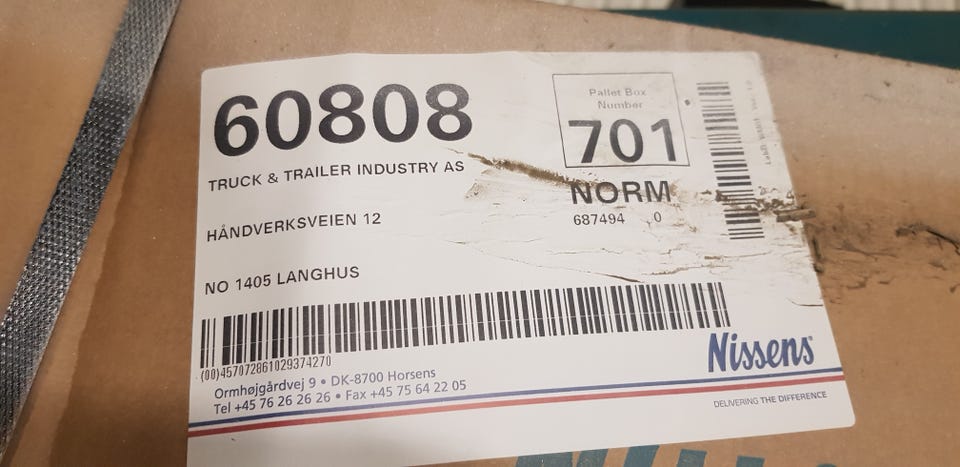 60808
TRUCK & TRAILER INDUSTRY AS
HÅNDVERKSVEIEN 12
NO 1405 LANGHUS
Pallet Box
Number
701
NORM
687494 0
(00)457072861029374270
Ormhøjgårdvej 9 • DK-8700 Horsens
Tel +45 76 26 26 26 • Fax +45 75 64 22 05
Nissens
DELIVERING THE DIFFERENCE